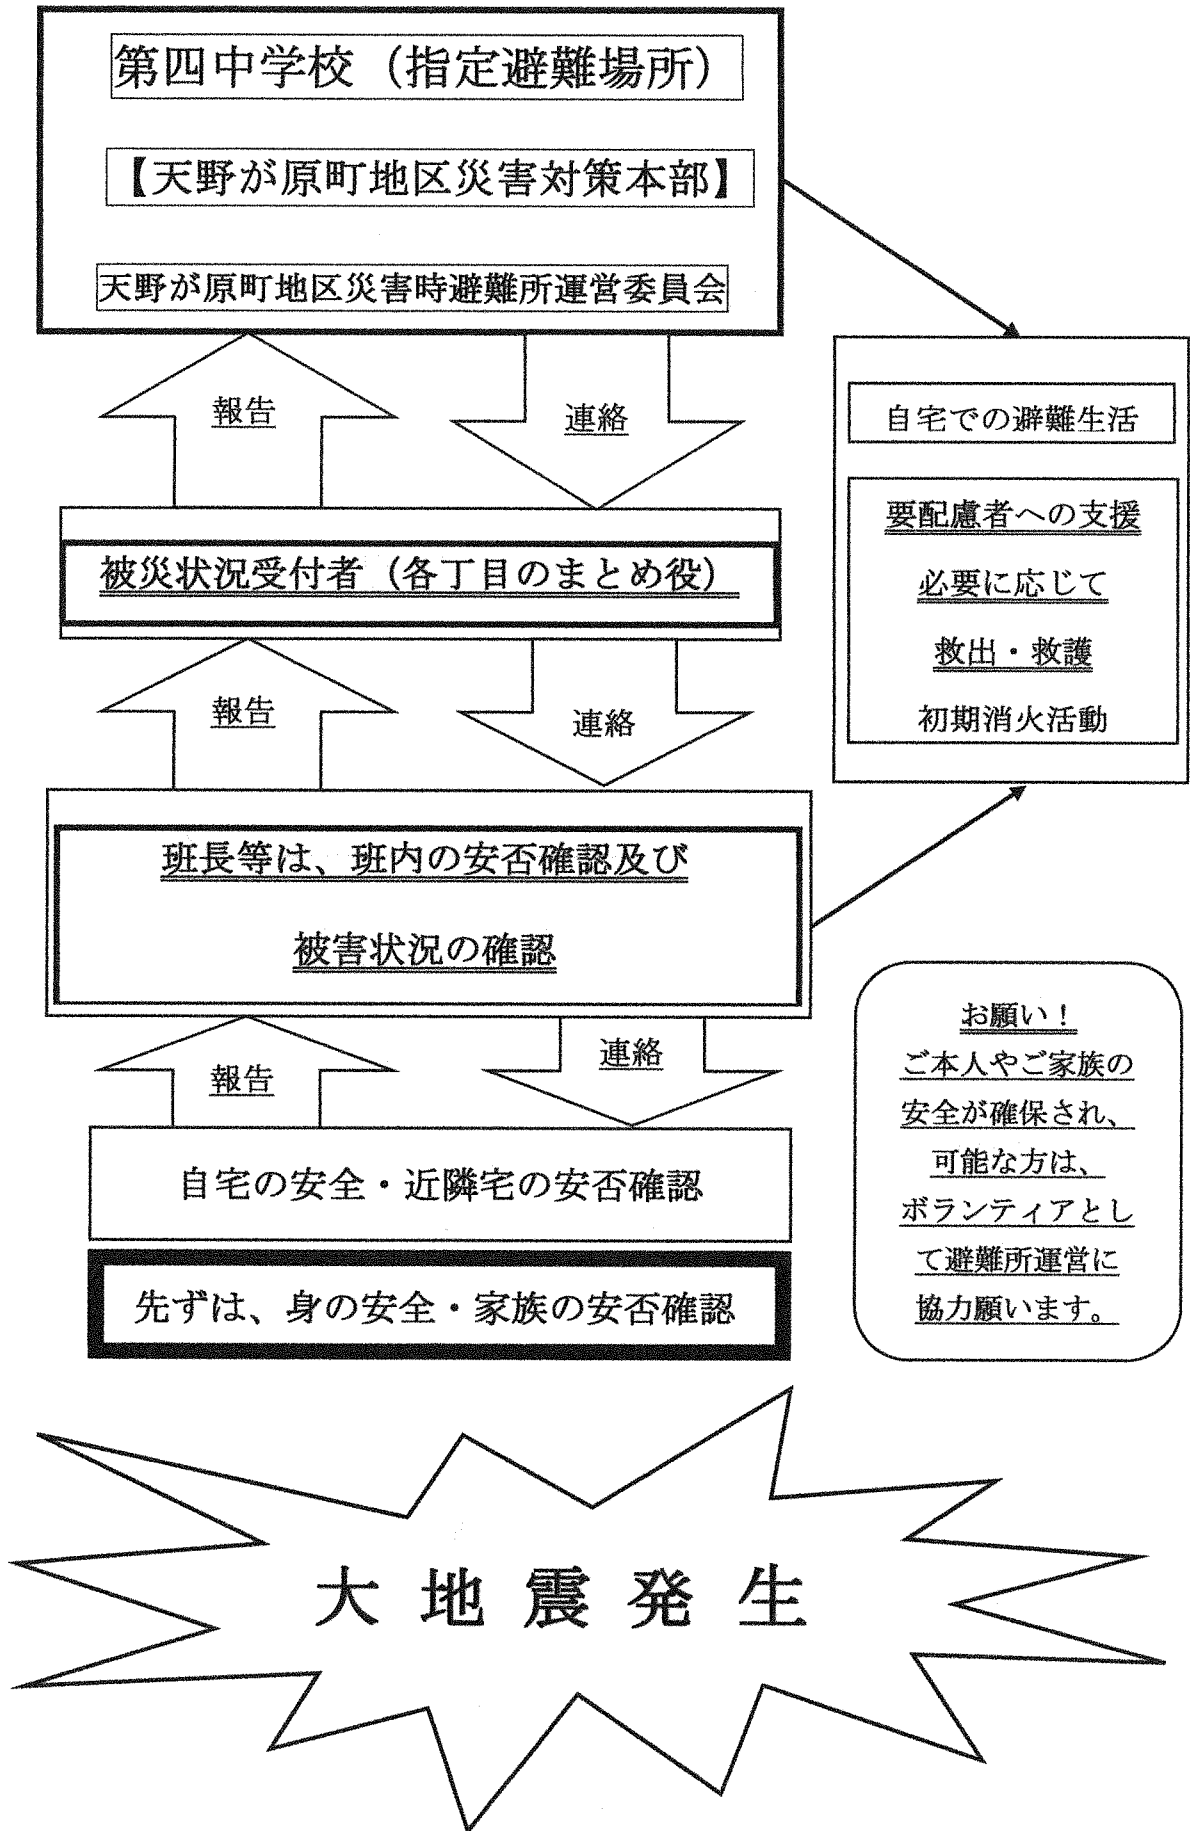 第四中学校（指定避難場所）
【天野が原町地区災害対策本部】
天野が原町地区災害時避難所運営委員会
報告
連絡
自宅での避難生活
要配慮者への支援
必要に応じて
救出・救護
初期消火活動
被災状況受付者（各丁目のまとめ役）
報告
連絡
班長等は、班内の安否確認及び
被害状況の確認
報告
連絡
お願い！
ご本人やご家族の
安全が確保され、
可能な方は、
ボランティアとし
て避難所運営に
協力願います。
自宅の安全・近隣宅の安否確認
先ずは、身の安全・家族の安否確認
大地震発生